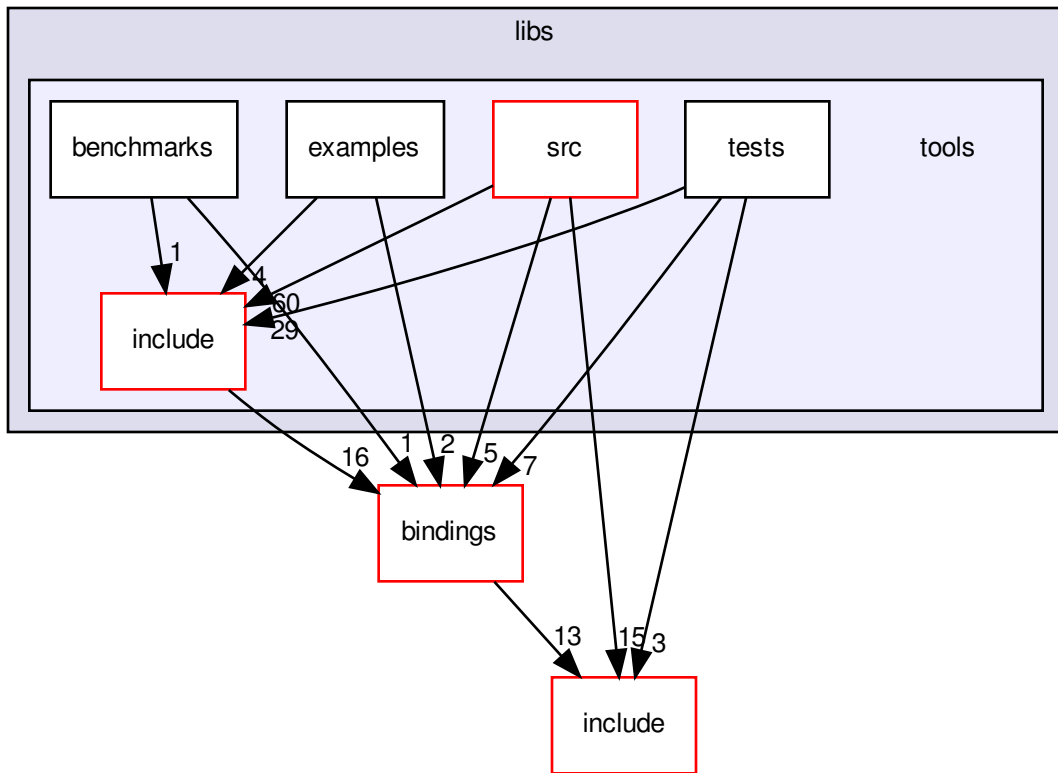 libs
benchmarks
examples
src
tests
tools
1
4
60
29
include
16
1
2
5
7
bindings
13
15
3
include